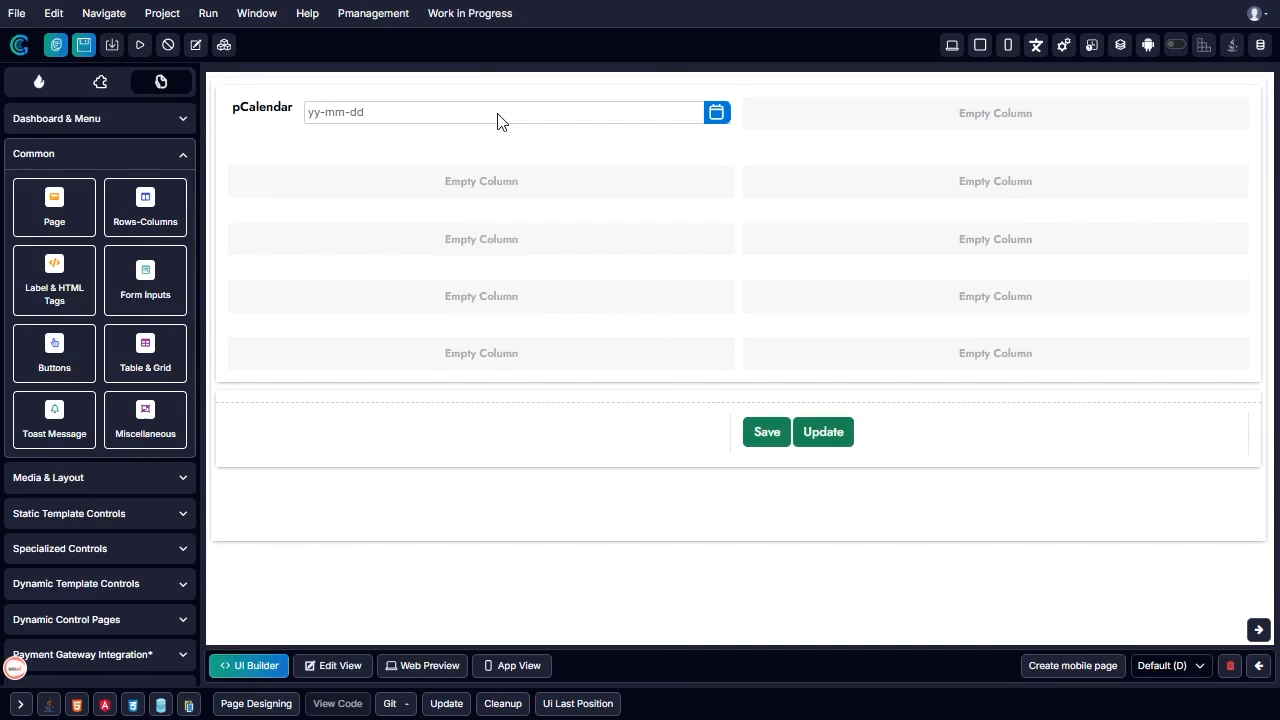 File Edit Navigate Project Run Window Help Pmanagement Work in Progress
Dashboard & Menu
Common
Page
Rows-Columns
Label & HTML
Tags
Form Inputs
Buttons
Table & Grid
Toast Message
Miscellaneous
Media & Layout
Static Template Controls
Specialized Controls
Dynamic Template Controls
Dynamic Control Pages
Payment Gateway Integration*
pCalendar
yy-mm-dd
Empty Column
Empty Column
Empty Column
Empty Column
Empty Column
Empty Column
Empty Column
Empty Column
Empty Column
Save
Update
UI Builder
Edit View
Web Preview
App View
Create mobile page
Default (D)
Page Designing
View Code
Git
Update
Cleanup
Ui Last Position